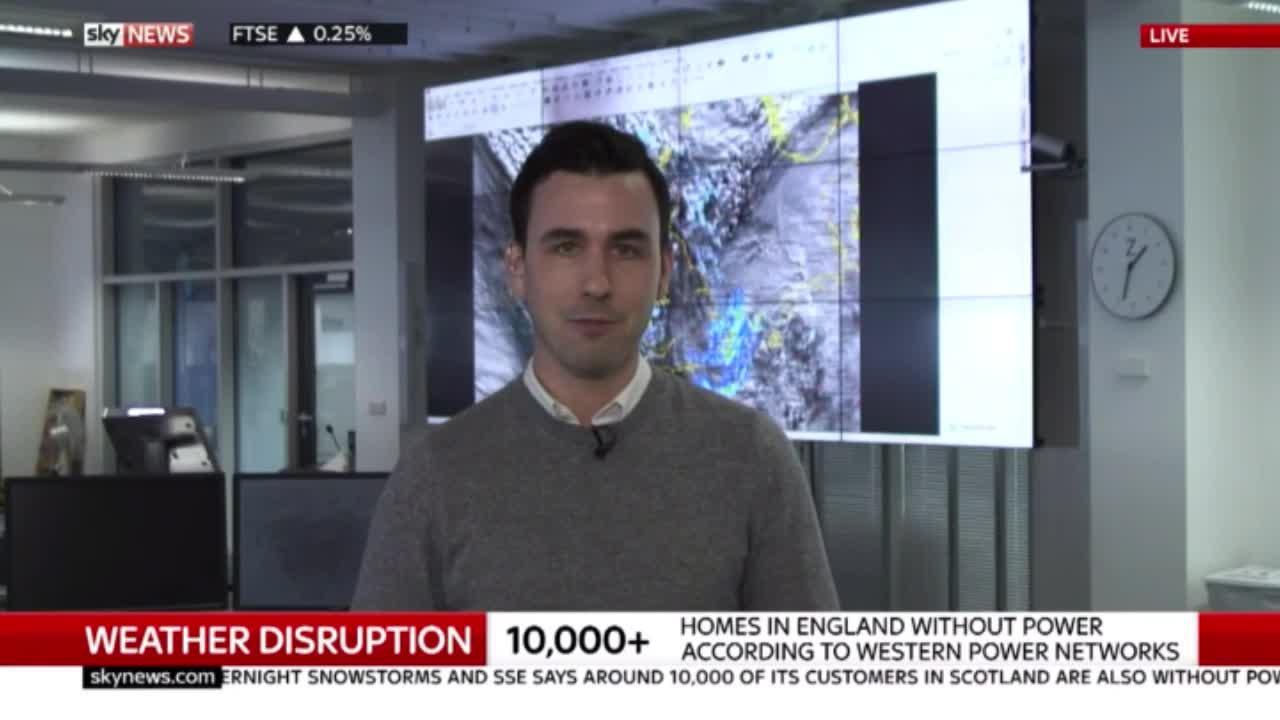 sky NEWS
FTSE ▲ 0.25%
LIVE
Z
WEATHER DISRUPTION
10,000+
HOMES IN ENGLAND WITHOUT POWER
ACCORDING TO WESTERN POWER NETWORKS
skynews.com
ERNIGHT SNOWSTORMS AND SSE SAYS AROUND 10,000 OF ITS CUSTOMERS IN SCOTLAND ARE ALSO WITHOUT POW